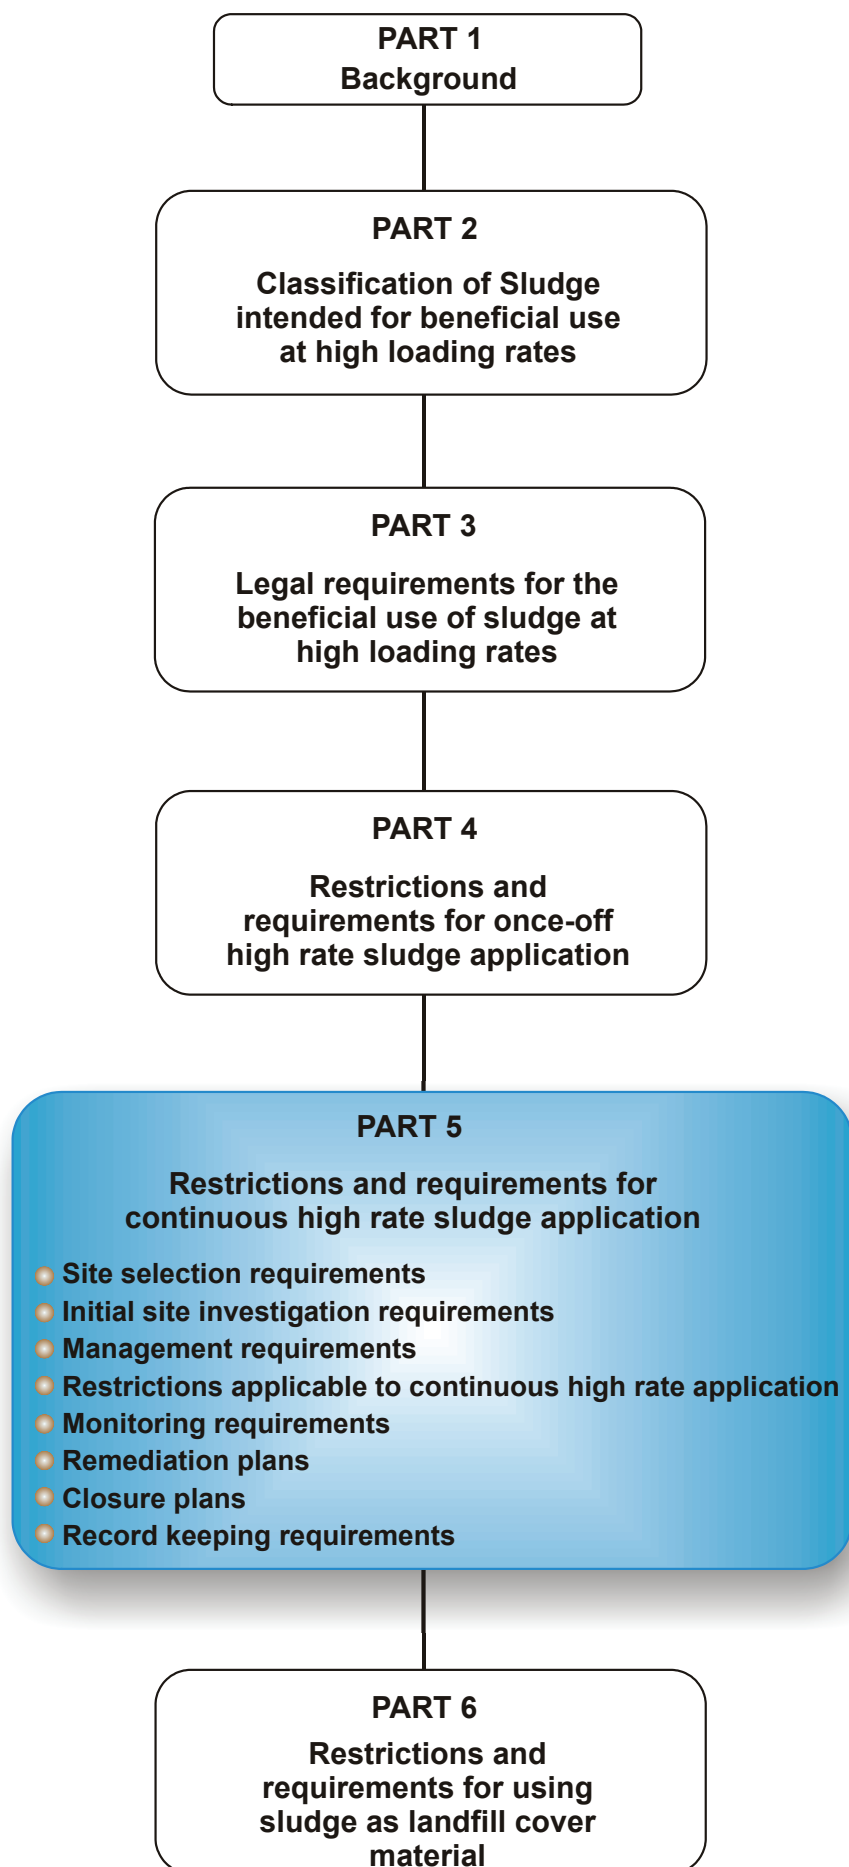 PART 1
Background
PART 2
Classification of Sludge
intended for beneficial use
at high loading rates
PART 3
Legal requirements for the
beneficial use of sludge at
high loading rates
PART 4
Restrictions and
requirements for once-off
high rate sludge application
PART 5
Restrictions and requirements for
continuous high rate sludge application
Site selection requirements
Initial site investigation requirements
Management requirements
Restrictions applicable to continuous high rate application
Monitoring requirements
Remediation plans
Closure plans
Record keeping requirements
PART 6
Restrictions and
requirements for using
sludge as landfill cover
material